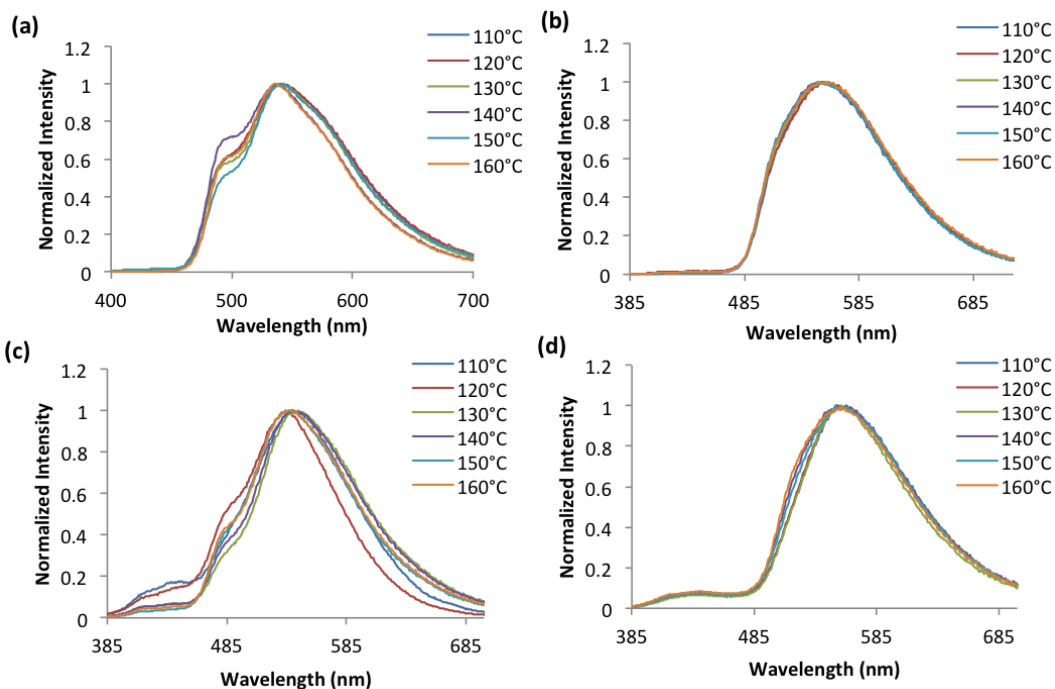 (a)
110°C
120°C
130°C
140°C
150°C
160°C
Normalized Intensity
1.2
1
0.8
0.6
0.4
0.2
0
400
500
600
700
Wavelength (nm)
(b)
110°C
120°C
130°C
140°C
150°C
160°C
Normalized Intensity
1.2
1
0.8
0.6
0.4
0.2
0
385
485
585
685
Wavelength (nm)
(c)
110°C
120°C
130°C
140°C
150°C
160°C
Normalized Intensity
1.2
1
0.8
0.6
0.4
0.2
0
385
485
585
685
Wavelength (nm)
(d)
110°C
120°C
130°C
140°C
150°C
160°C
Normalized Intensity
1.2
1
0.8
0.6
0.4
0.2
0
385
485
585
685
Wavelength (nm)